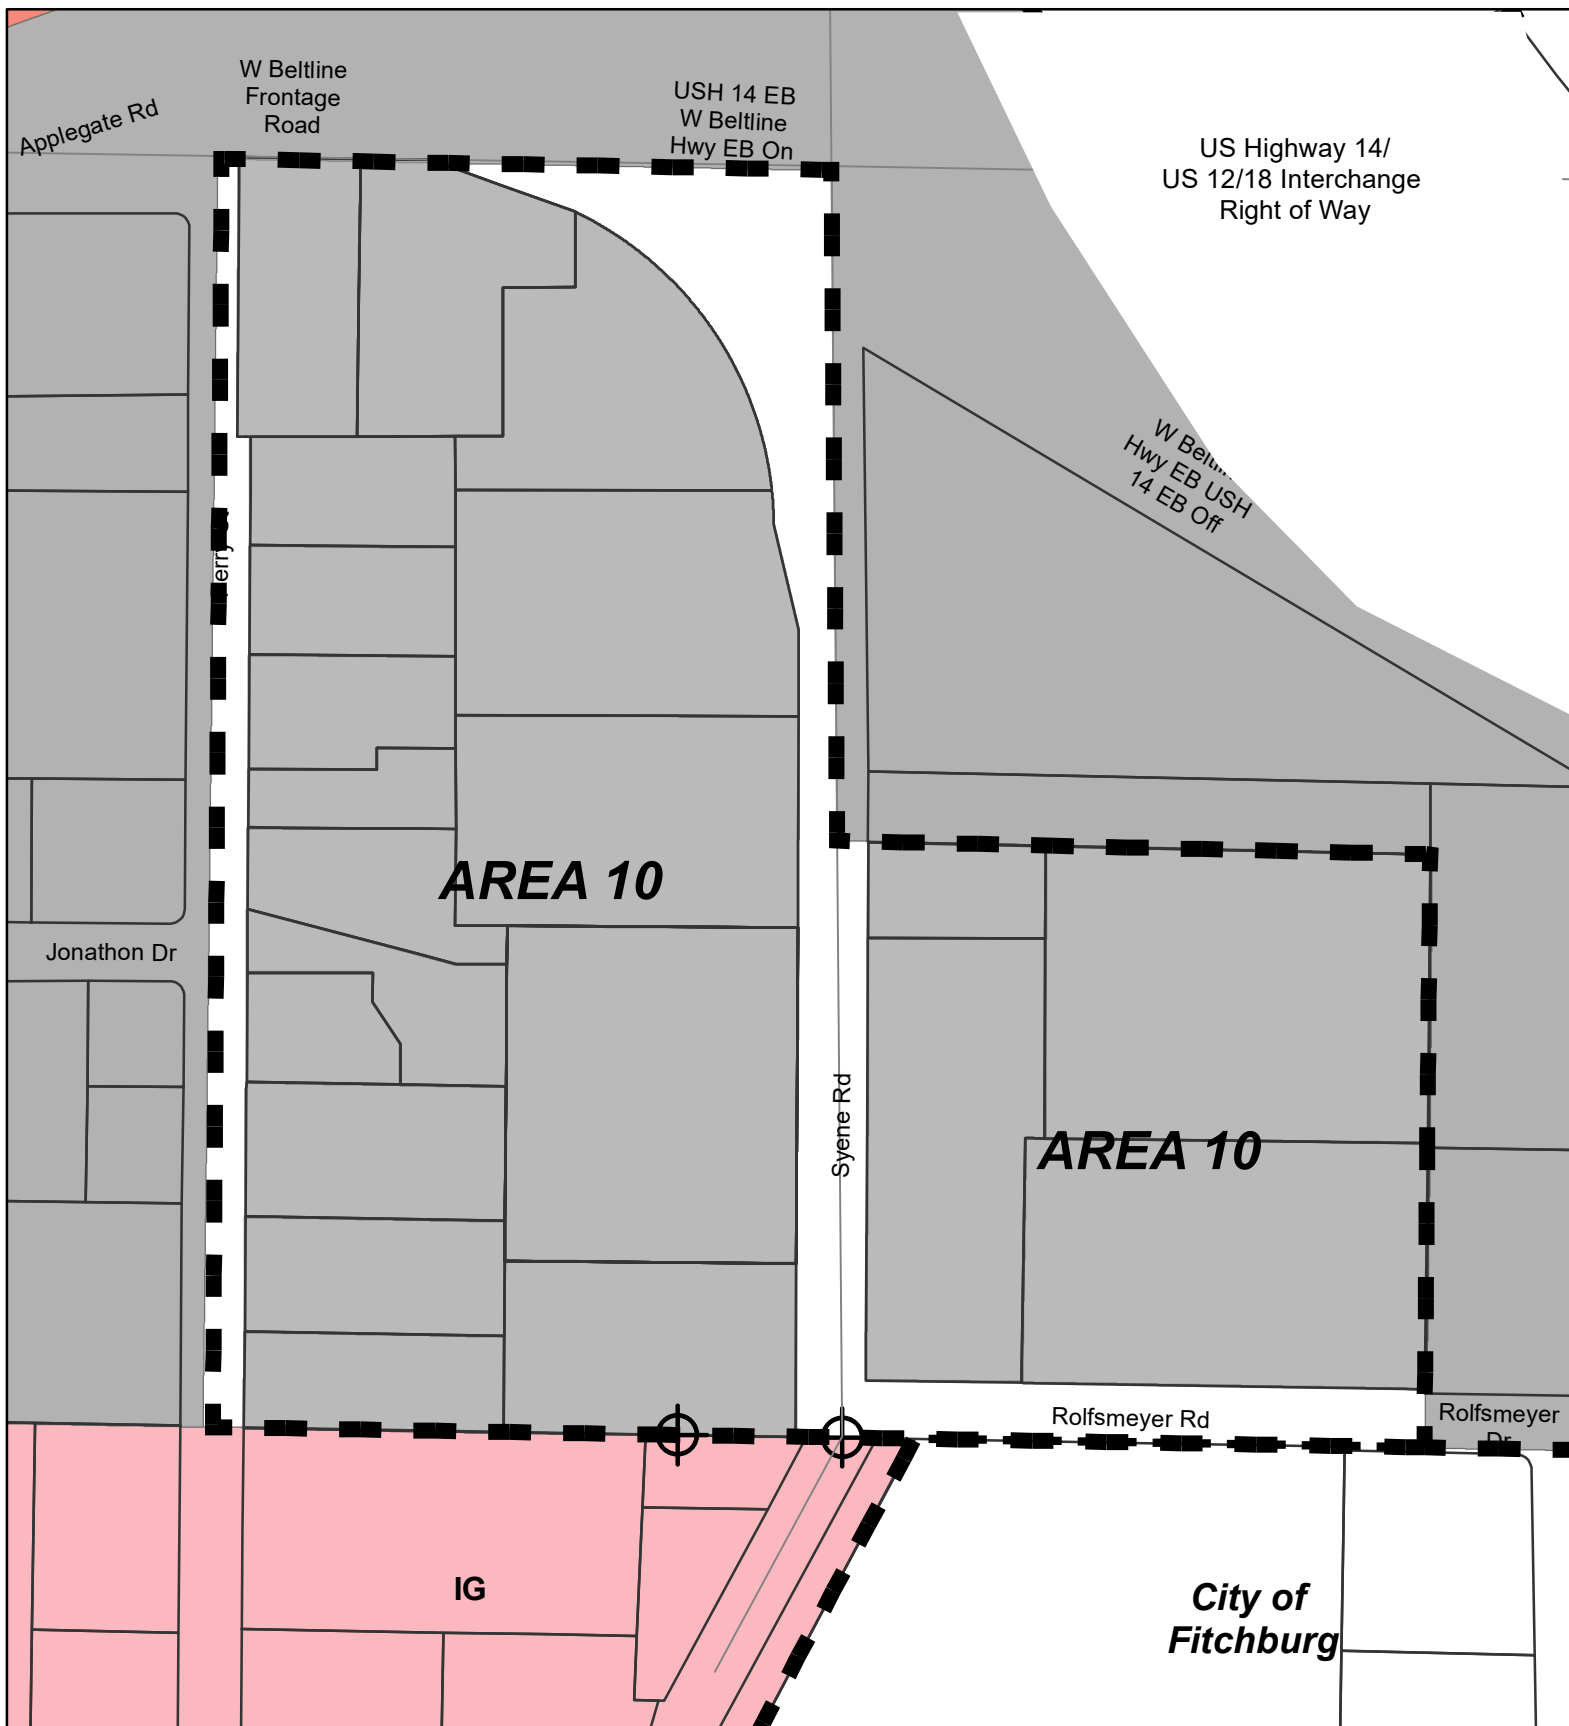 W Beltline
Frontage
Road
USH 14 EB
W Beltline
Hwy EB On
Applegate Rd
US Highway 14/
US 12/18 Interchange
Right of Way
W
Hwy EB USH
14 EB Off
AREA 10
Jonathon Dr
Syene Rd
AREA 10
Rolfsmeyer Rd
Rolfsmeyer
Dr
IG
City of
Fitchburg